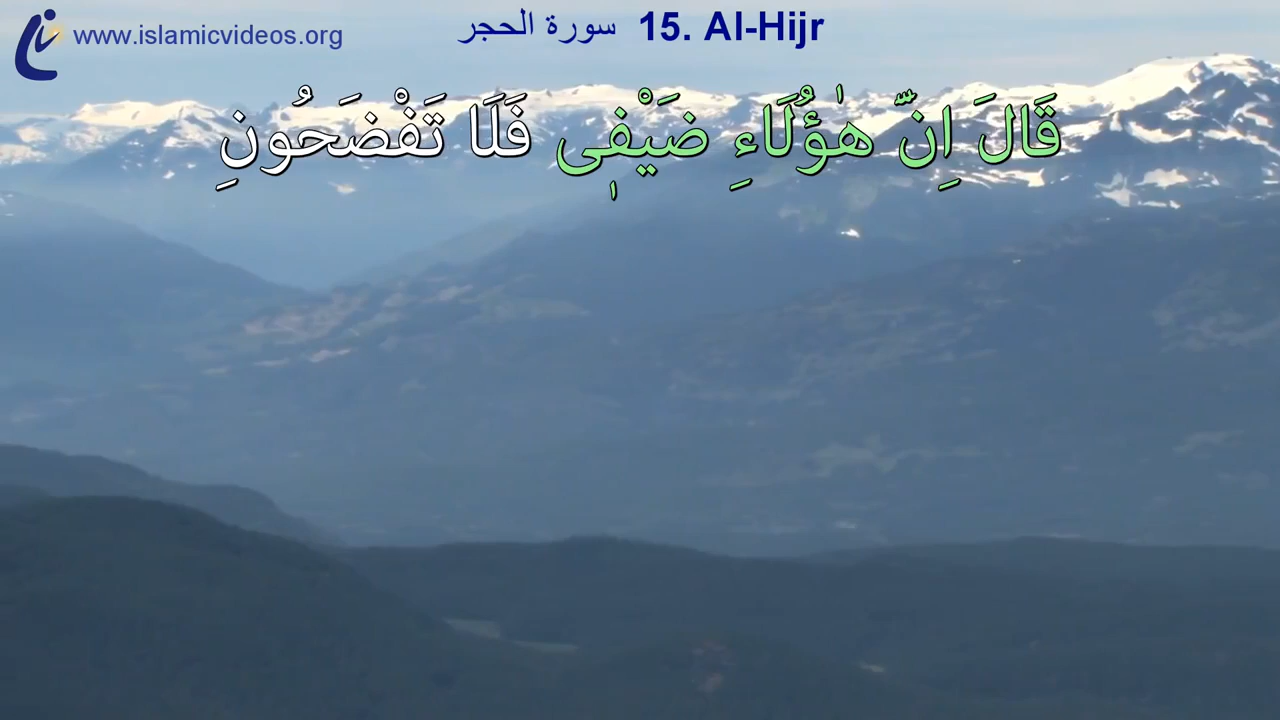 www.islamicvideos.org
سورة الحجر 15. Al-Hijr
قَالَ اِنَّ هٰٓؤُلَاءِ ضَيْفِىْ فَلَا تَفْضَحُونِ